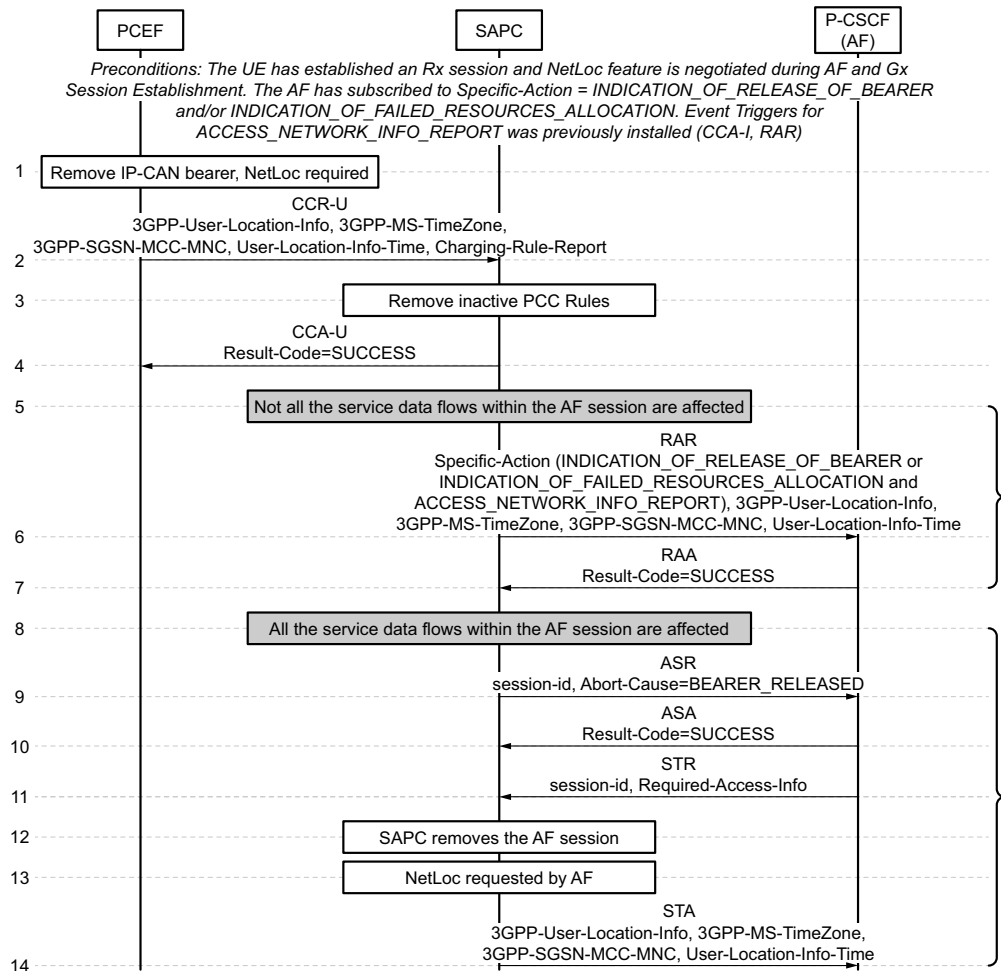 PCEF
SAPC
P-CSCF
(AF)
Preconditions: The UE has established an Rx session and NetLoc feature is negotiated during AF and Gx
Session Establishment. The AF has subscribed to Specific-Action = INDICATION_OF_RELEASE_OF_BEARER
and/or INDICATION_OF_FAILED_RESOURCES_ALLOCATION. Event Triggers for
ACCESS_NETWORK_INFO_REPORT was previously installed (CCA-I, RAR)
1
Remove IP-CAN bearer, NetLoc required
CCR-U
3GPP-User-Location-Info, 3GPP-MS-TimeZone,
3GPP-SGSN-MCC-MNC, User-Location-Info-Time, Charging-Rule-Report
2
3
Remove inactive PCC Rules
CCA-U
Result-Code=SUCCESS
4
5
Not all the service data flows within the AF session are affected
RAR
Specific-Action (INDICATION_OF_RELEASE_OF_BEARER or
INDICATION_OF_FAILED_RESOURCES_ALLOCATION and
ACCESS_NETWORK_INFO_REPORT), 3GPP-User-Location-Info,
3GPP-MS-TimeZone, 3GPP-SGSN-MCC-MNC, User-Location-Info-Time
6
RAA
Result-Code=SUCCESS
7
8
All the service data flows within the AF session are affected
ASR
session-id, Abort-Cause=BEARER_RELEASED
9
ASA
Result-Code=SUCCESS
10
STR
session-id, Required-Access-Info
11
12
SAPC removes the AF session
13
NetLoc requested by AF
STA
3GPP-User-Location-Info, 3GPP-MS-TimeZone,
3GPP-SGSN-MCC-MNC, User-Location-Info-Time
14